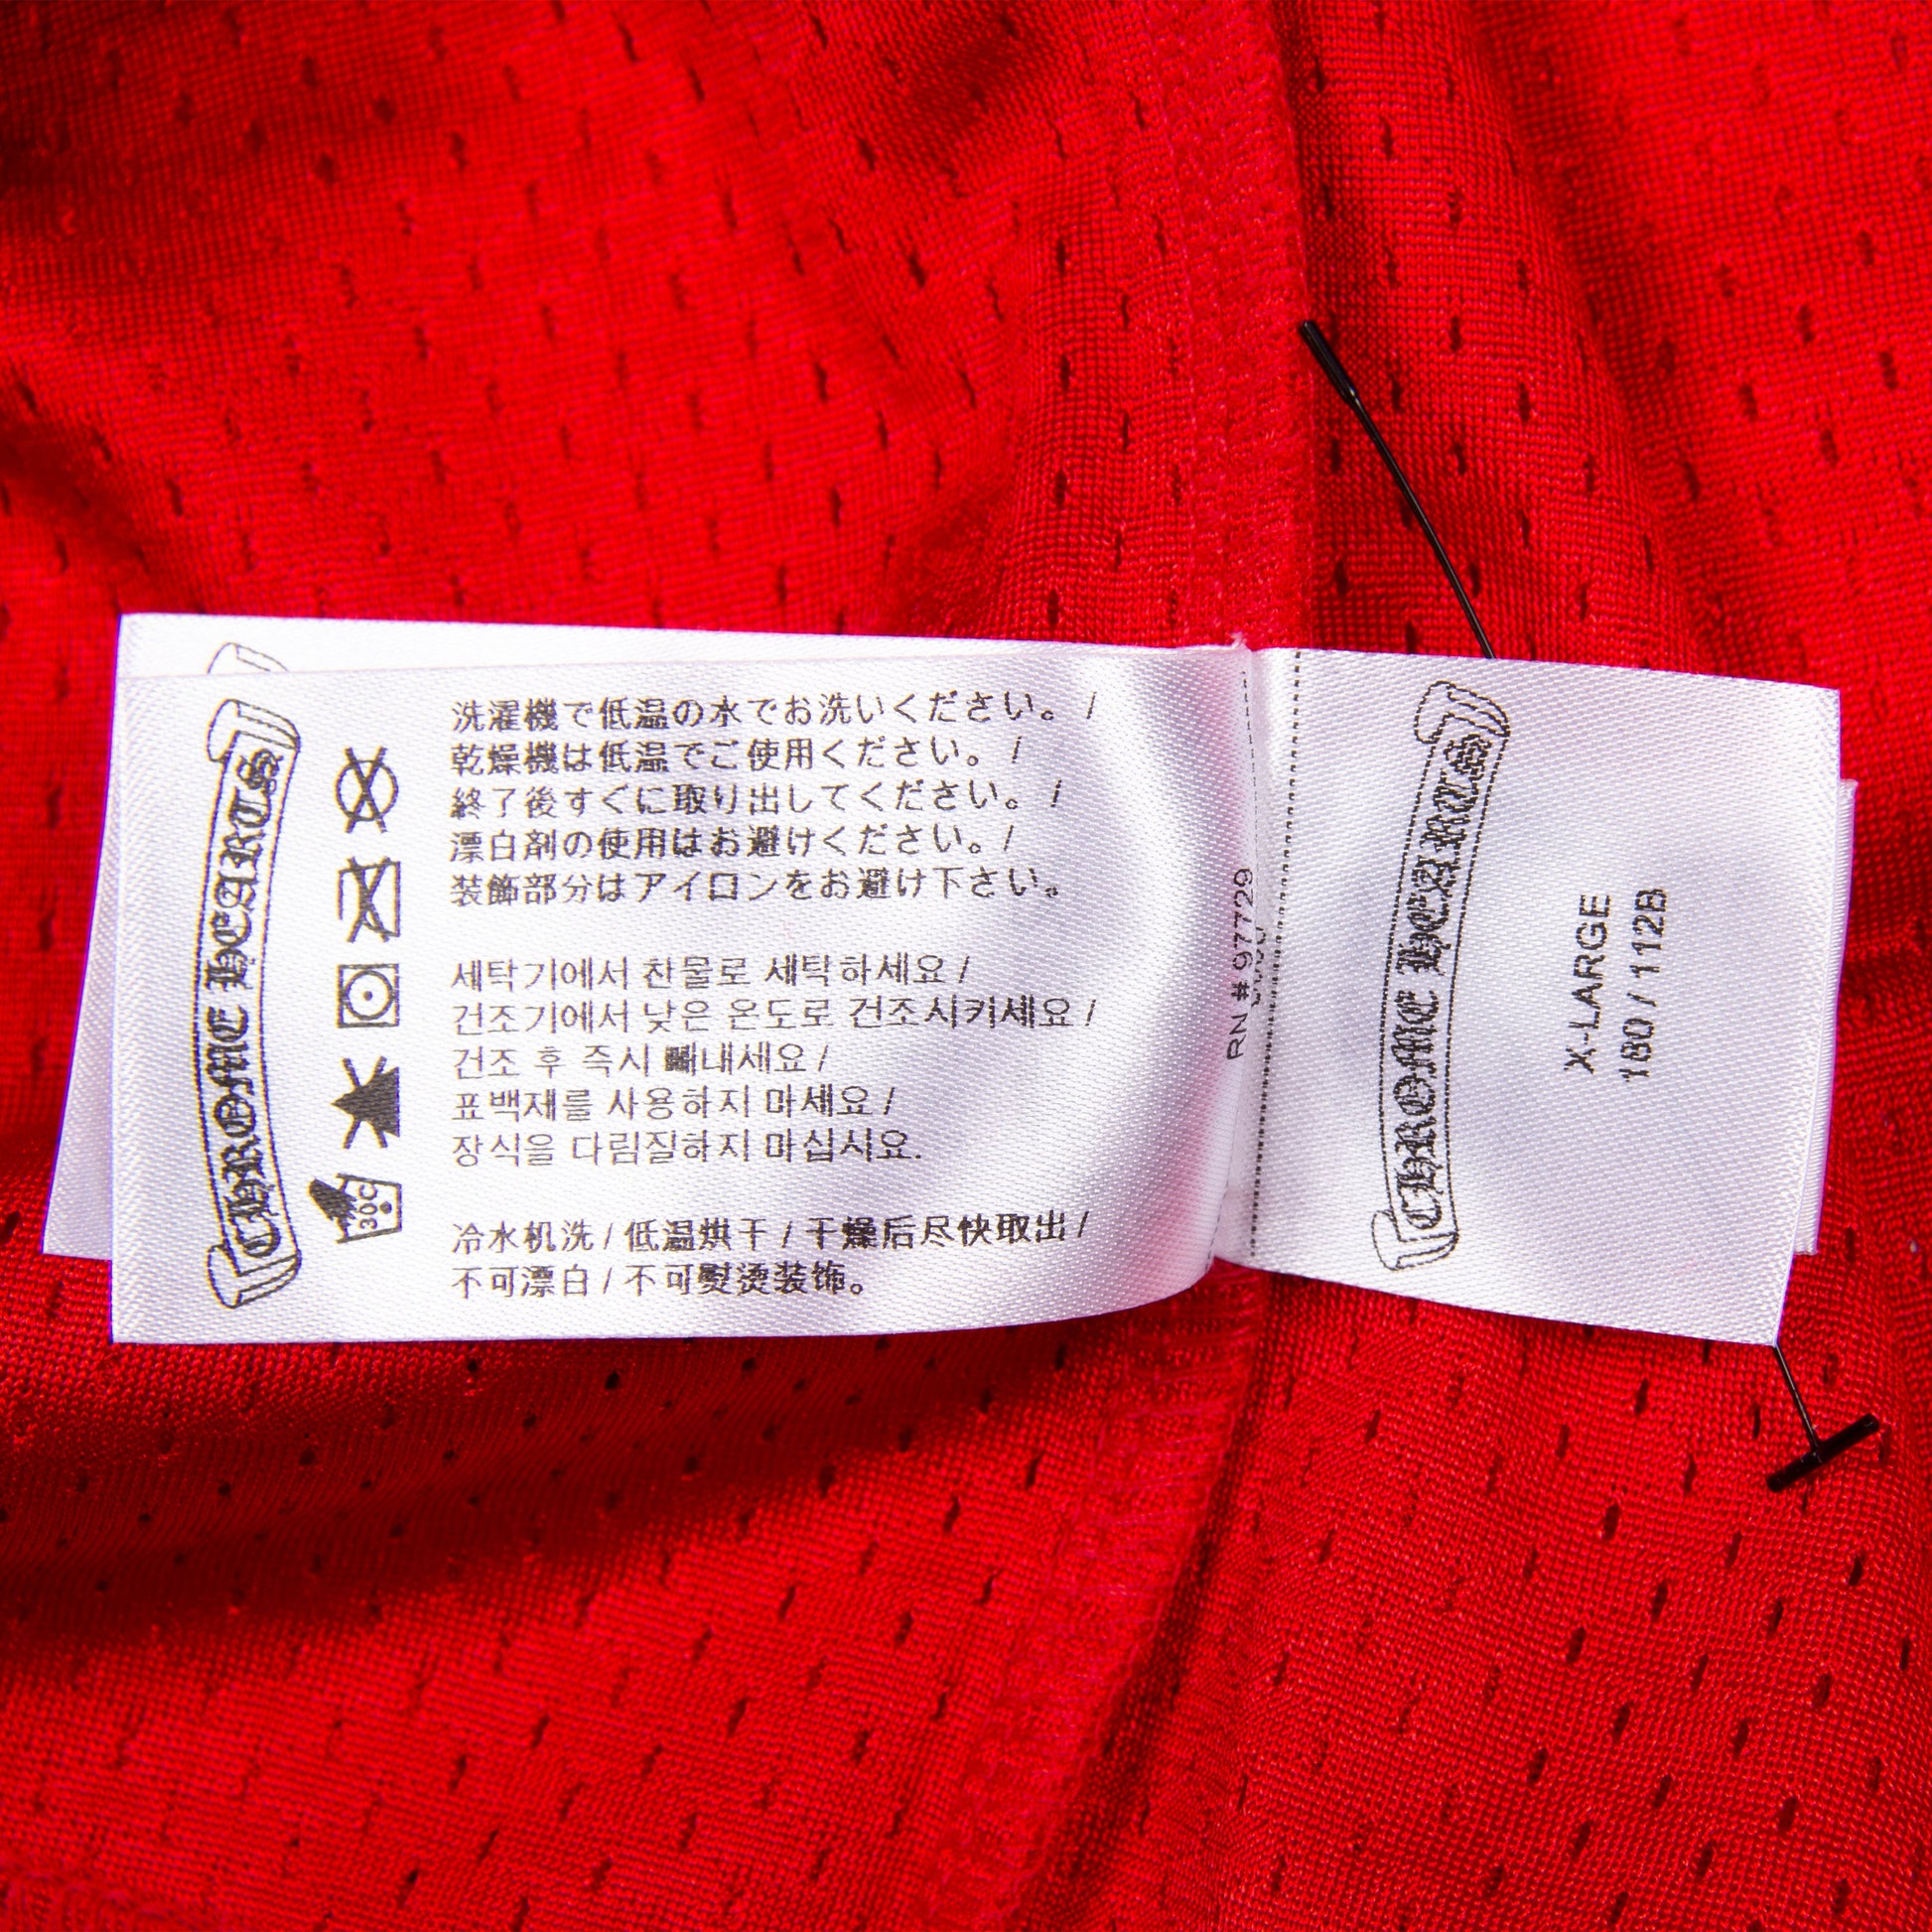 CHROME HEARTS
洗濯機で低温の水でお洗いください。 /
乾燥機は低温でご使用ください。 /
終了後すぐに取り出してください。 /
漂白剤の使用はお避けください。/
装飾部分はアイロンをお避け下さい。
세탁기에서 찬물로 세탁하세요 /
건조기에서 낮은 온도로 건조시키세요 /
건조 후 즉시 빼내세요 /
표백재를 사용하지 마세요 /
장식을 다림질하지 마십시요.
冷水机洗 / 低温烘干 / 干燥后尽快取出 /
不可漂白 / 不可熨烫装饰。
30C
RN # 97729
CHROME HEARTS
X-LARGE
180 / 112B